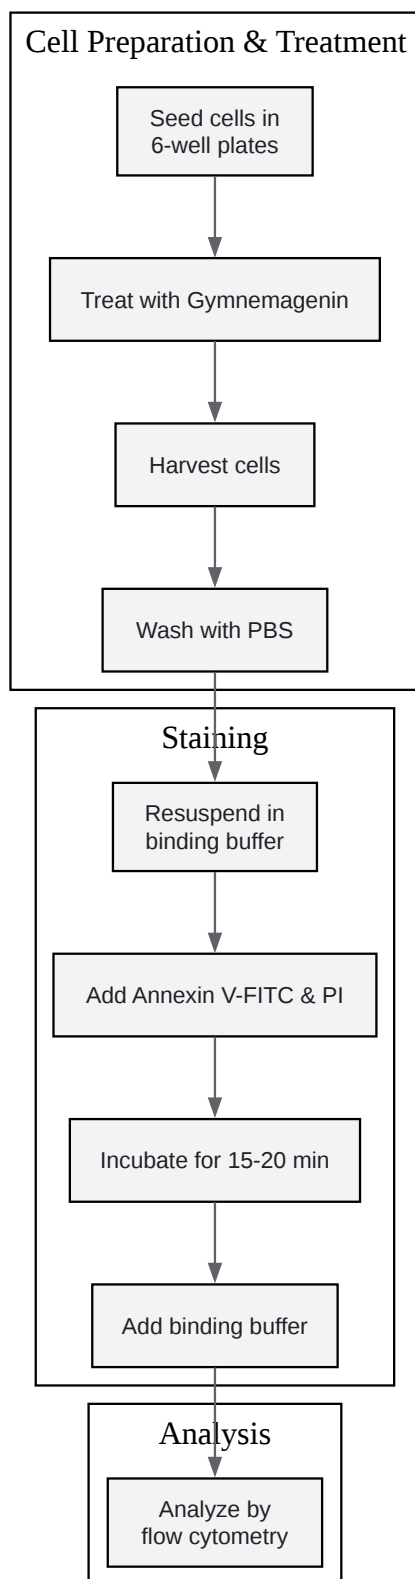 Cell Preparation & Treatment
Seed cells in
6-well plates
Treat with Gymnemagenin
Harvest cells
Wash with PBS
Staining
Resuspend in
binding buffer
Add Annexin V-FITC & PI
Incubate for 15-20 min
Add binding buffer
Analysis
Analyze by
flow cytometry